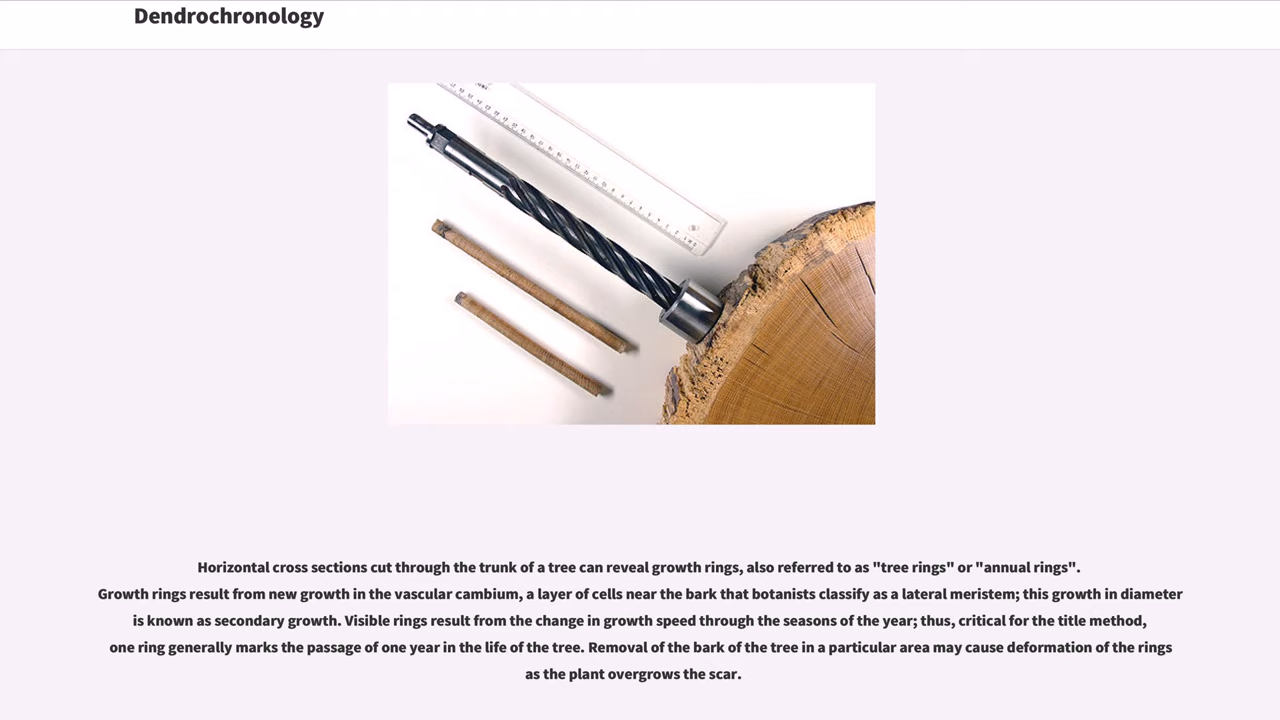 Dendrochronology
Horizontal cross sections cut through the trunk of a tree can reveal growth rings, also referred to as "tree rings" or "annual rings".
Growth rings result from new growth in the vascular cambium, a layer of cells near the bark that botanists classify as a lateral meristem; this growth in diameter
is known as secondary growth. Visible rings result from the change in growth speed through the seasons of the year; thus, critical for the title method,
one ring generally marks the passage of one year in the life of the tree. Removal of the bark of the tree in a particular area may cause deformation of the rings
as the plant overgrows the scar.